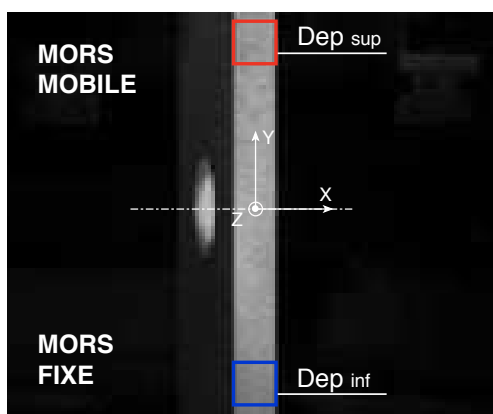 MORS
MOBILE
Dep sup
Y
X
Z
MORS
FIXE
Dep inf